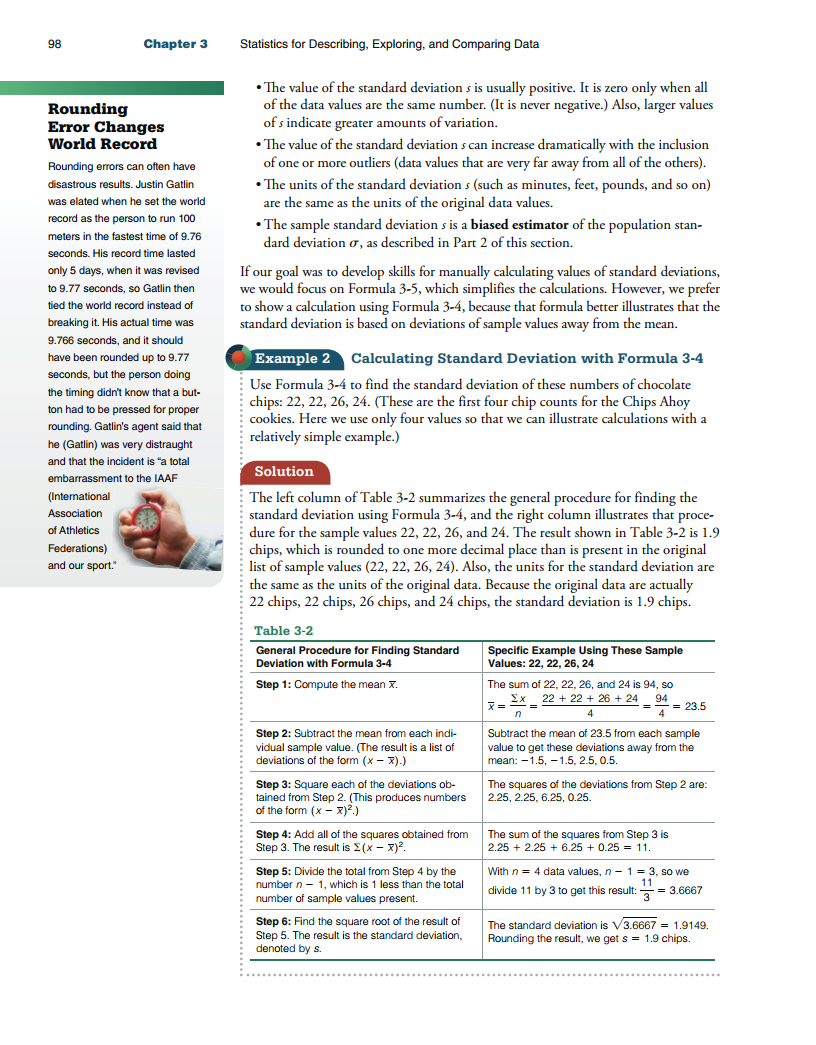 98
Chapter 3
Statistics for Describing, Exploring, and Comparing Data
Rounding
Error Changes
World Record
Rounding errors can often have
disastrous results. Justin Gatlin
was elated when he set the world
record as the person to run 100
meters in the fastest time of 9.76
seconds. His record time lasted
only 5 days, when it was revised
to 9.77 seconds, so Gatlin then
tied the world record instead of
breaking it. His actual time was
9.766 seconds, and it should
have been rounded up to 9.77
seconds, but the person doing
the timing didn't know that a but-
ton had to be pressed for proper
rounding. Gatlin's agent said that
he (Gatlin) was very distraught
and that the incident is "a total
embarrassment to the IAAF
(International
Association
of Athletics
Federations)
and our sport."
• The value of the standard deviation s is usually positive. It is zero only when all
of the data values are the same number. (It is never negative.) Also, larger values
of s indicate greater amounts of variation.
• The value of the standard deviation s can increase dramatically with the inclusion
of one or more outliers (data values that are very far away from all of the others).
• The units of the standard deviation s (such as minutes, feet, pounds, and so on)
are the same as the units of the original data values.
• The sample standard deviation s is a biased estimator of the population stan-
dard deviation σ, as described in Part 2 of this section.
If our goal was to develop skills for manually calculating values of standard deviations,
we would focus on Formula 3-5, which simplifies the calculations. However, we prefer
to show a calculation using Formula 3-4, because that formula better illustrates that the
standard deviation is based on deviations of sample values away from the mean.
Example 2 Calculating Standard Deviation with Formula 3-4
Use Formula 3-4 to find the standard deviation of these numbers of chocolate
chips: 22, 22, 26, 24. (These are the first four chip counts for the Chips Ahoy
cookies. Here we use only four values so that we can illustrate calculations with a
relatively simple example.)
Solution
The left column of Table 3-2 summarizes the general procedure for finding the
standard deviation using Formula 3-4, and the right column illustrates that proce-
dure for the sample values 22, 22, 26, and 24. The result shown in Table 3-2 is 1.9
chips, which is rounded to one more decimal place than is present in the original
list of sample values (22, 22, 26, 24). Also, the units for the standard deviation are
the same as the units of the original data. Because the original data are actually
22 chips, 22 chips, 26 chips, and 24 chips, the standard deviation is 1.9 chips.
Table 3-2
General Procedure for Finding Standard
Deviation with Formula 3-4
Specific Example Using These Sample
Values: 22, 22, 26, 24
Step 1: Compute the mean x̄.
The sum of 22, 22, 26, and 24 is 94, so
x̄ = Σx/n = (22 + 22 + 26 + 24)/4 = 94/4 = 23.5
Step 2: Subtract the mean from each indi-
vidual sample value. (The result is a list of
deviations of the form (x − x̄).)
Subtract the mean of 23.5 from each sample
value to get these deviations away from the
mean: −1.5, −1.5, 2.5, 0.5.
Step 3: Square each of the deviations ob-
tained from Step 2. (This produces numbers
of the form (x − x̄)².)
The squares of the deviations from Step 2 are:
2.25, 2.25, 6.25, 0.25.
Step 4: Add all of the squares obtained from
Step 3. The result is Σ(x − x̄)².
The sum of the squares from Step 3 is
2.25 + 2.25 + 6.25 + 0.25 = 11.
Step 5: Divide the total from Step 4 by the
number n − 1, which is 1 less than the total
number of sample values present.
With n = 4 data values, n − 1 = 3, so we
divide 11 by 3 to get this result: 11/3 = 3.6667
Step 6: Find the square root of the result of
Step 5. The result is the standard deviation,
denoted by s.
The standard deviation is √3.6667 = 1.9149.
Rounding the result, we get s = 1.9 chips.